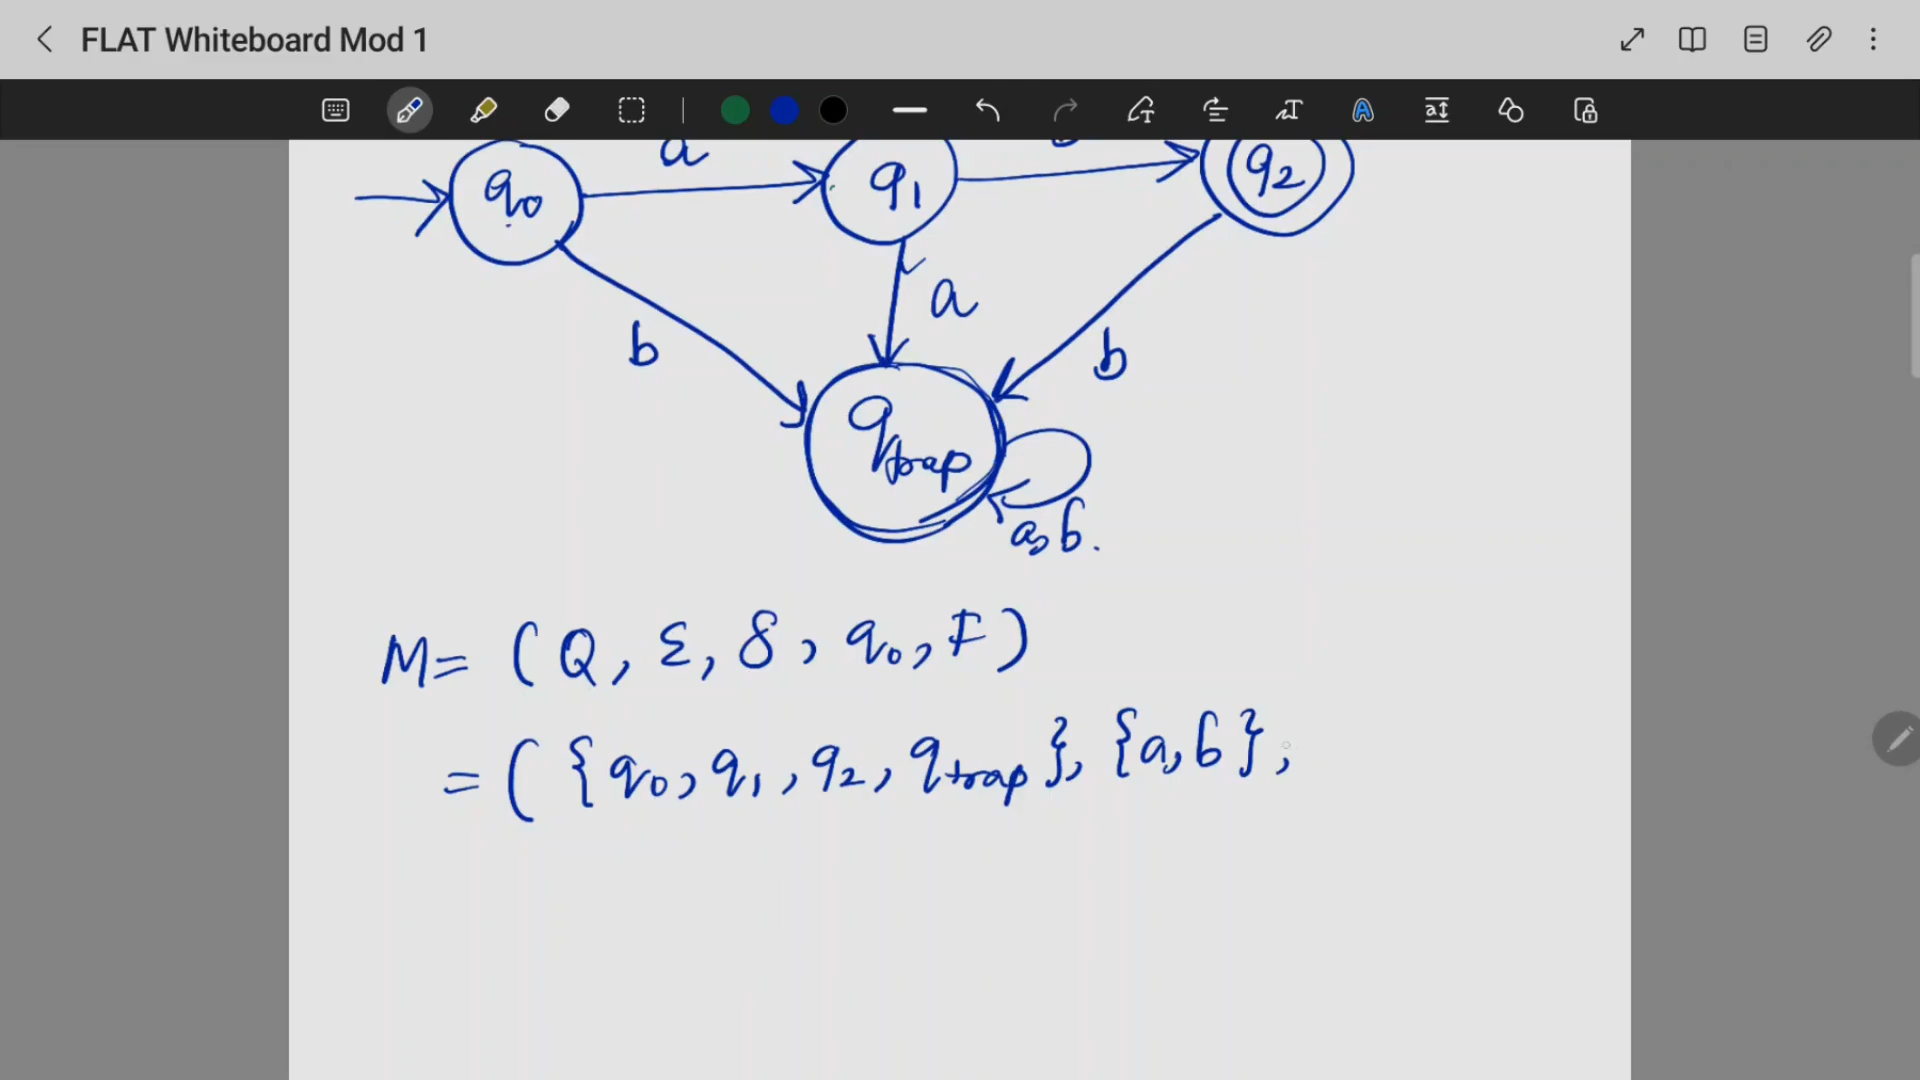 FLAT Whiteboard Mod 1
a
q0 q1 q2
a
b b
qtrap
a,b.
M= (Q, Σ, δ, q0, F)
= ( {q0, q1, q2, qtrap}, {a,b},